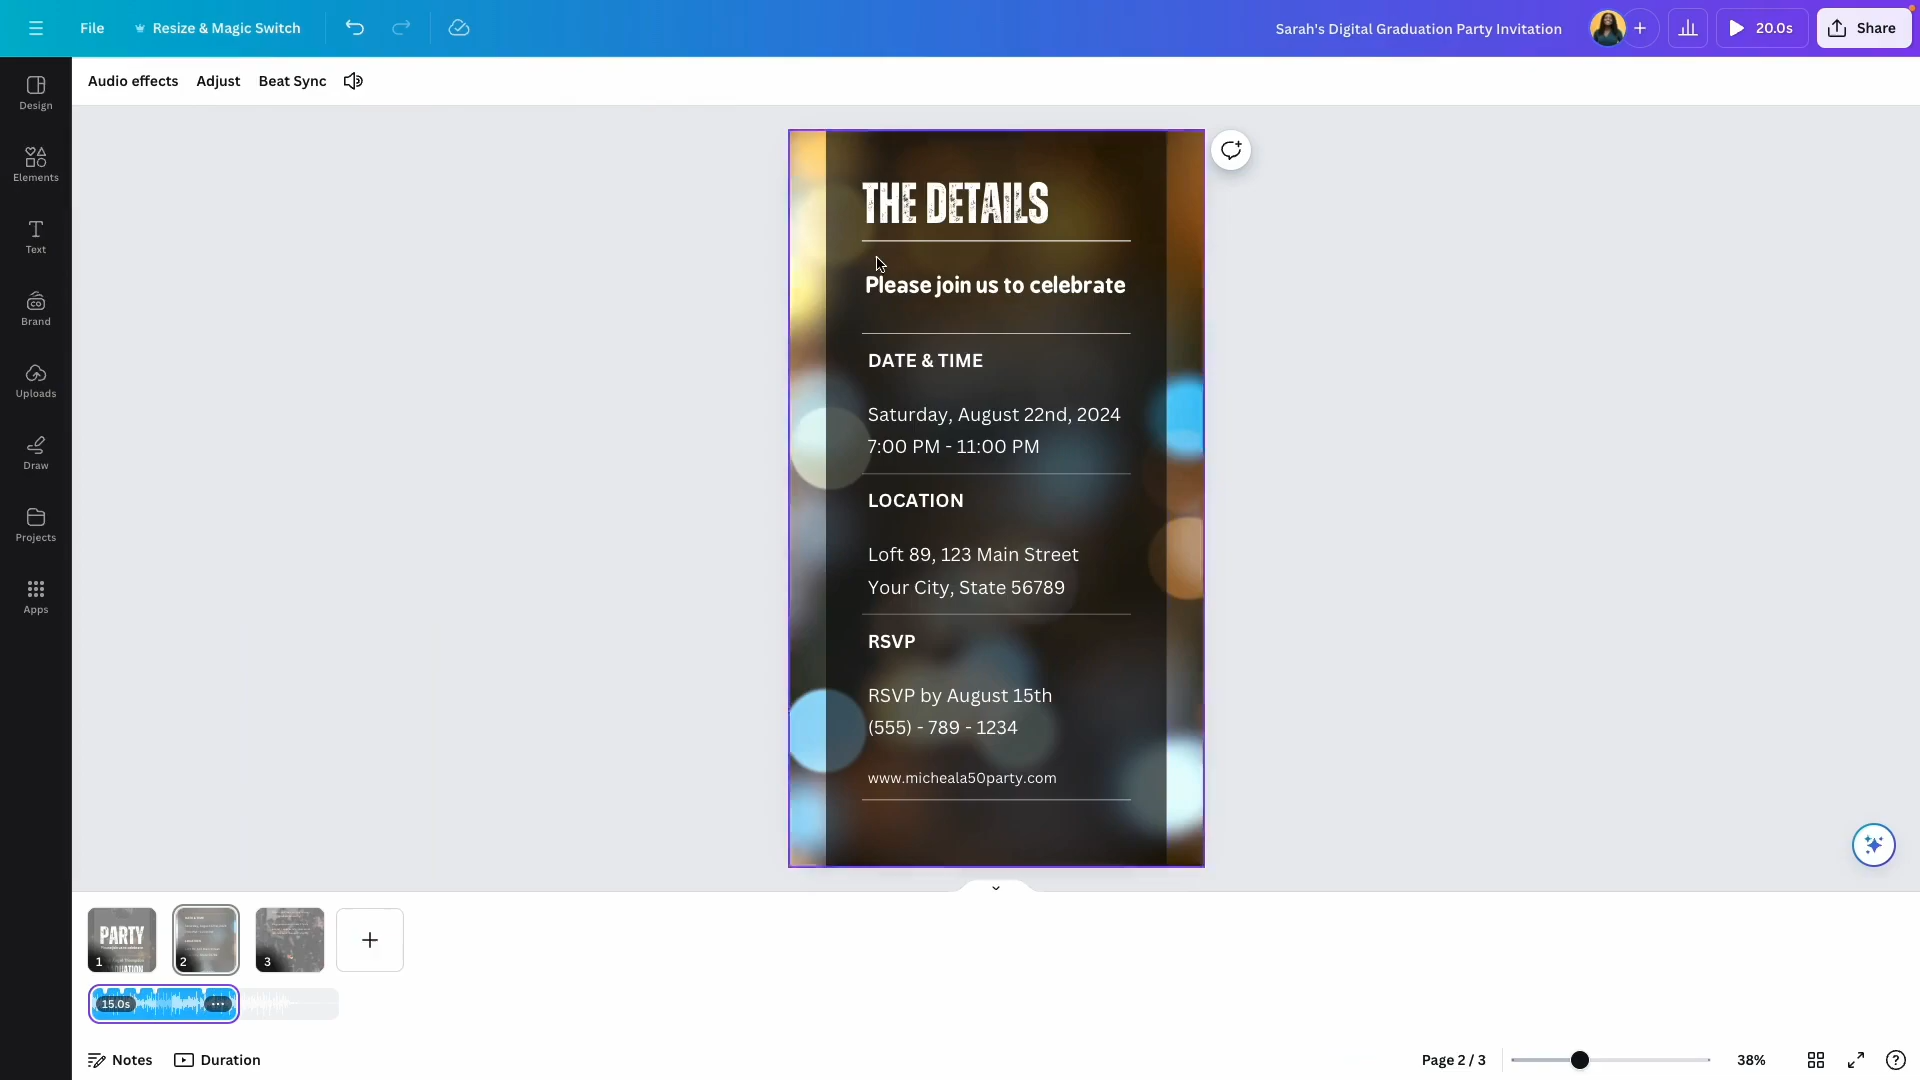 File
Resize & Magic Switch
Sarah's Digital Graduation Party Invitation
20.0s
Share
Audio effects
Adjust
Beat Sync
Design
Elements
Text
Brand
Uploads
Draw
Projects
Apps
THE DETAILS
Please join us to celebrate
DATE & TIME
Saturday, August 22nd, 2024
7:00 PM - 11:00 PM
LOCATION
Loft 89, 123 Main Street
Your City, State 56789
RSVP
RSVP by August 15th
(555) - 789 - 1234
www.micheala50party.com
PARTY
1
2
3
15.0s
Notes
Duration
Page 2 / 3
38%